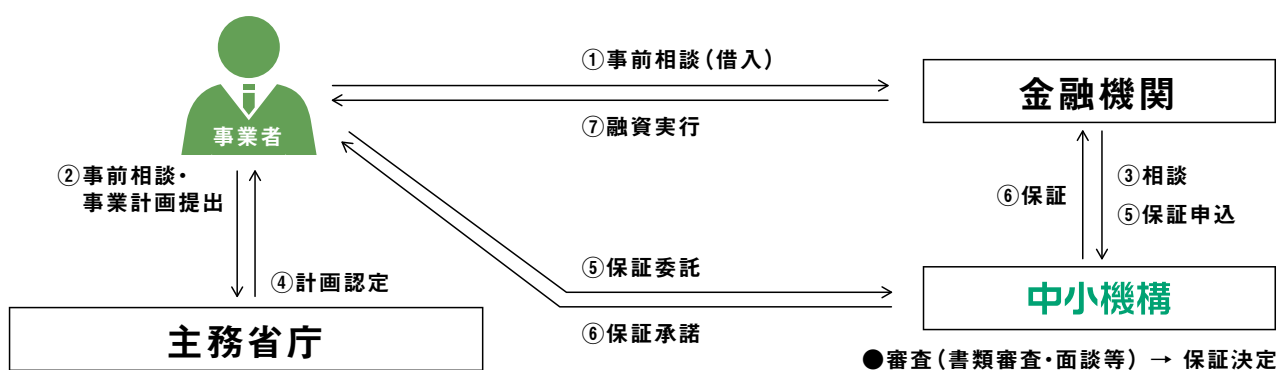 ①事前相談（借入）
金融機関
⑦融資実行
事業者
②事前相談・
事業計画提出
⑥保証
③相談
⑤保証申込
④計画認定
⑤保証委託
中小機構
⑥保証承諾
主務省庁
●審査（書類審査・面談等） → 保証決定